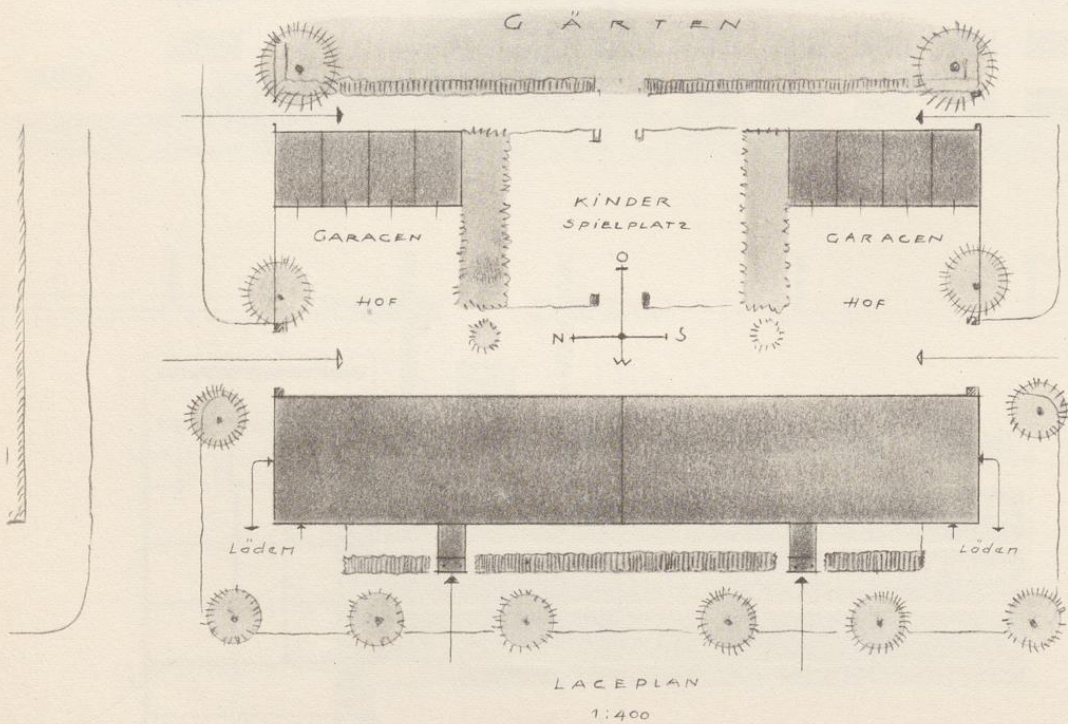 GÄRTEN
KINDER
SPIELPLATZ
GARAGEN
GARAGEN
HOF
HOF
O
N
S
W
Läden
Läden
LAGEPLAN
1:400